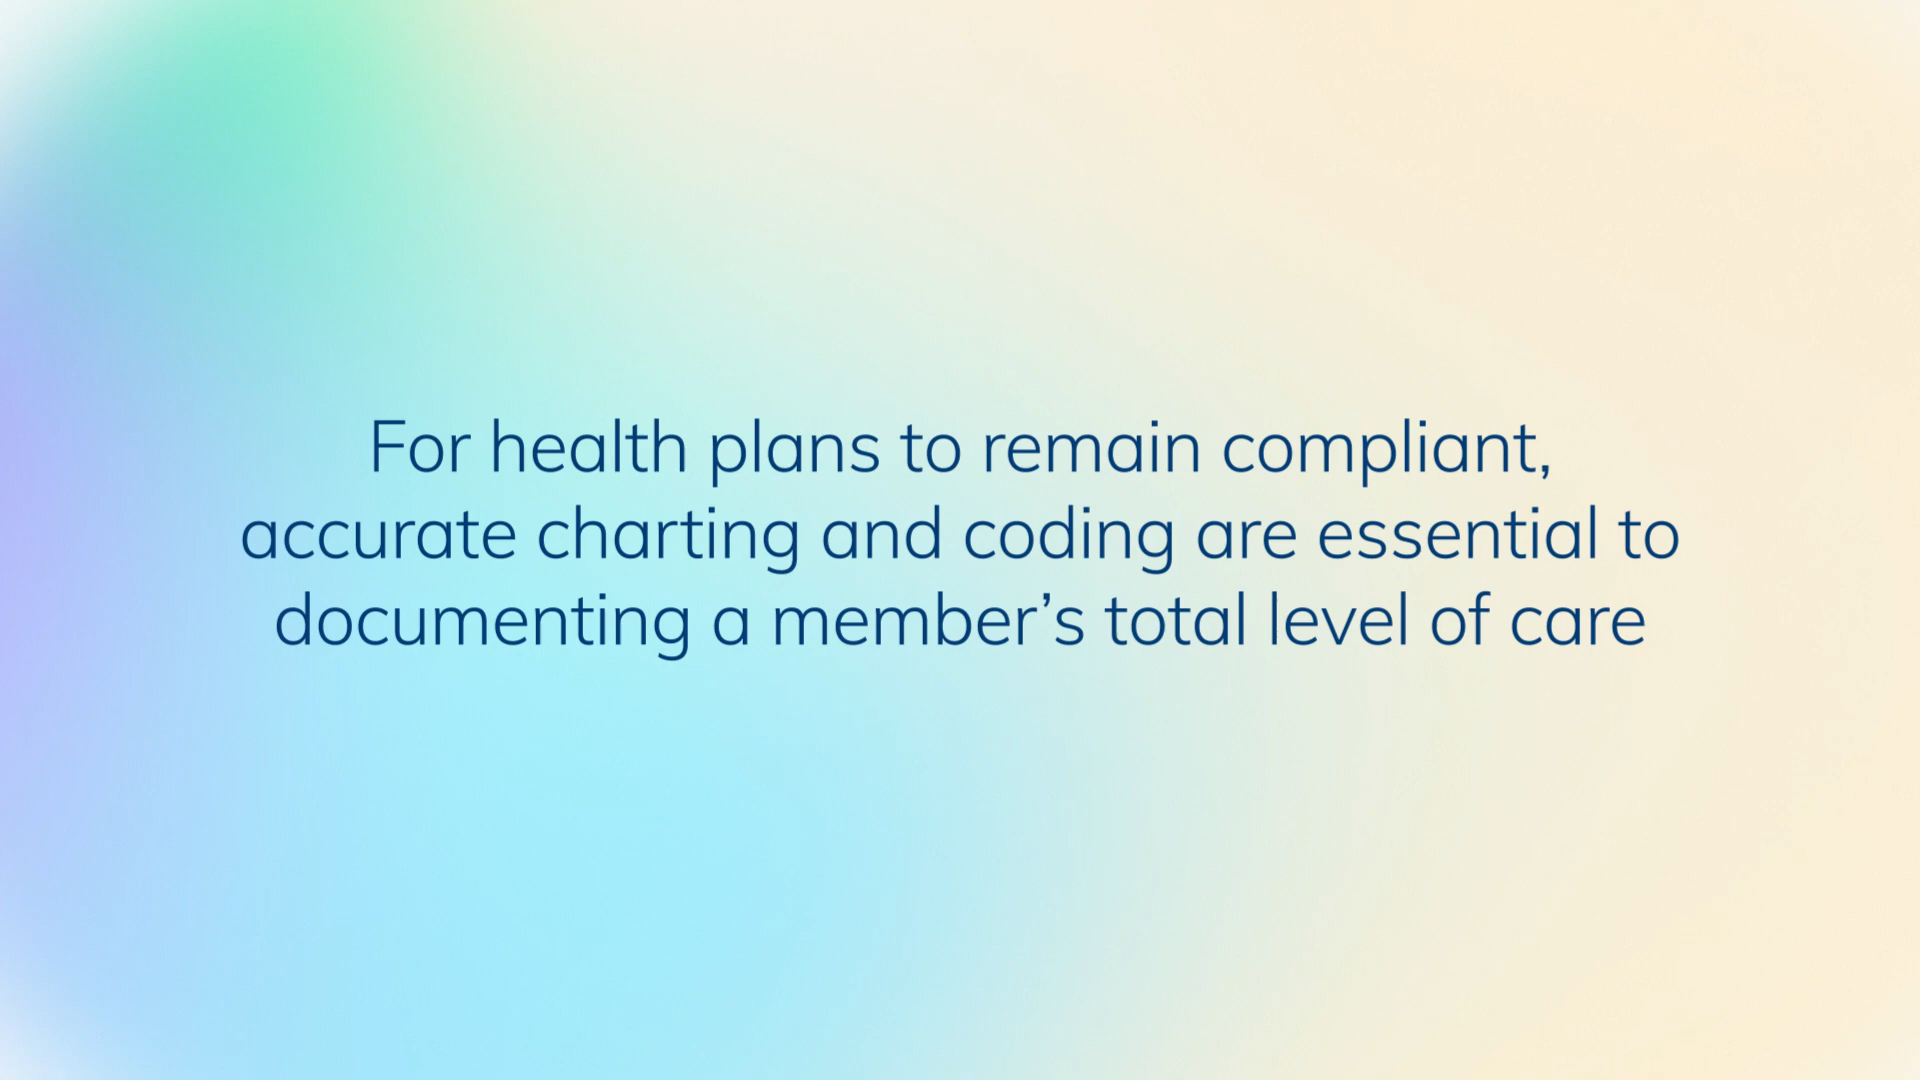 For health plans to remain compliant,
accurate charting and coding are essential to
documenting a member’s total level of care